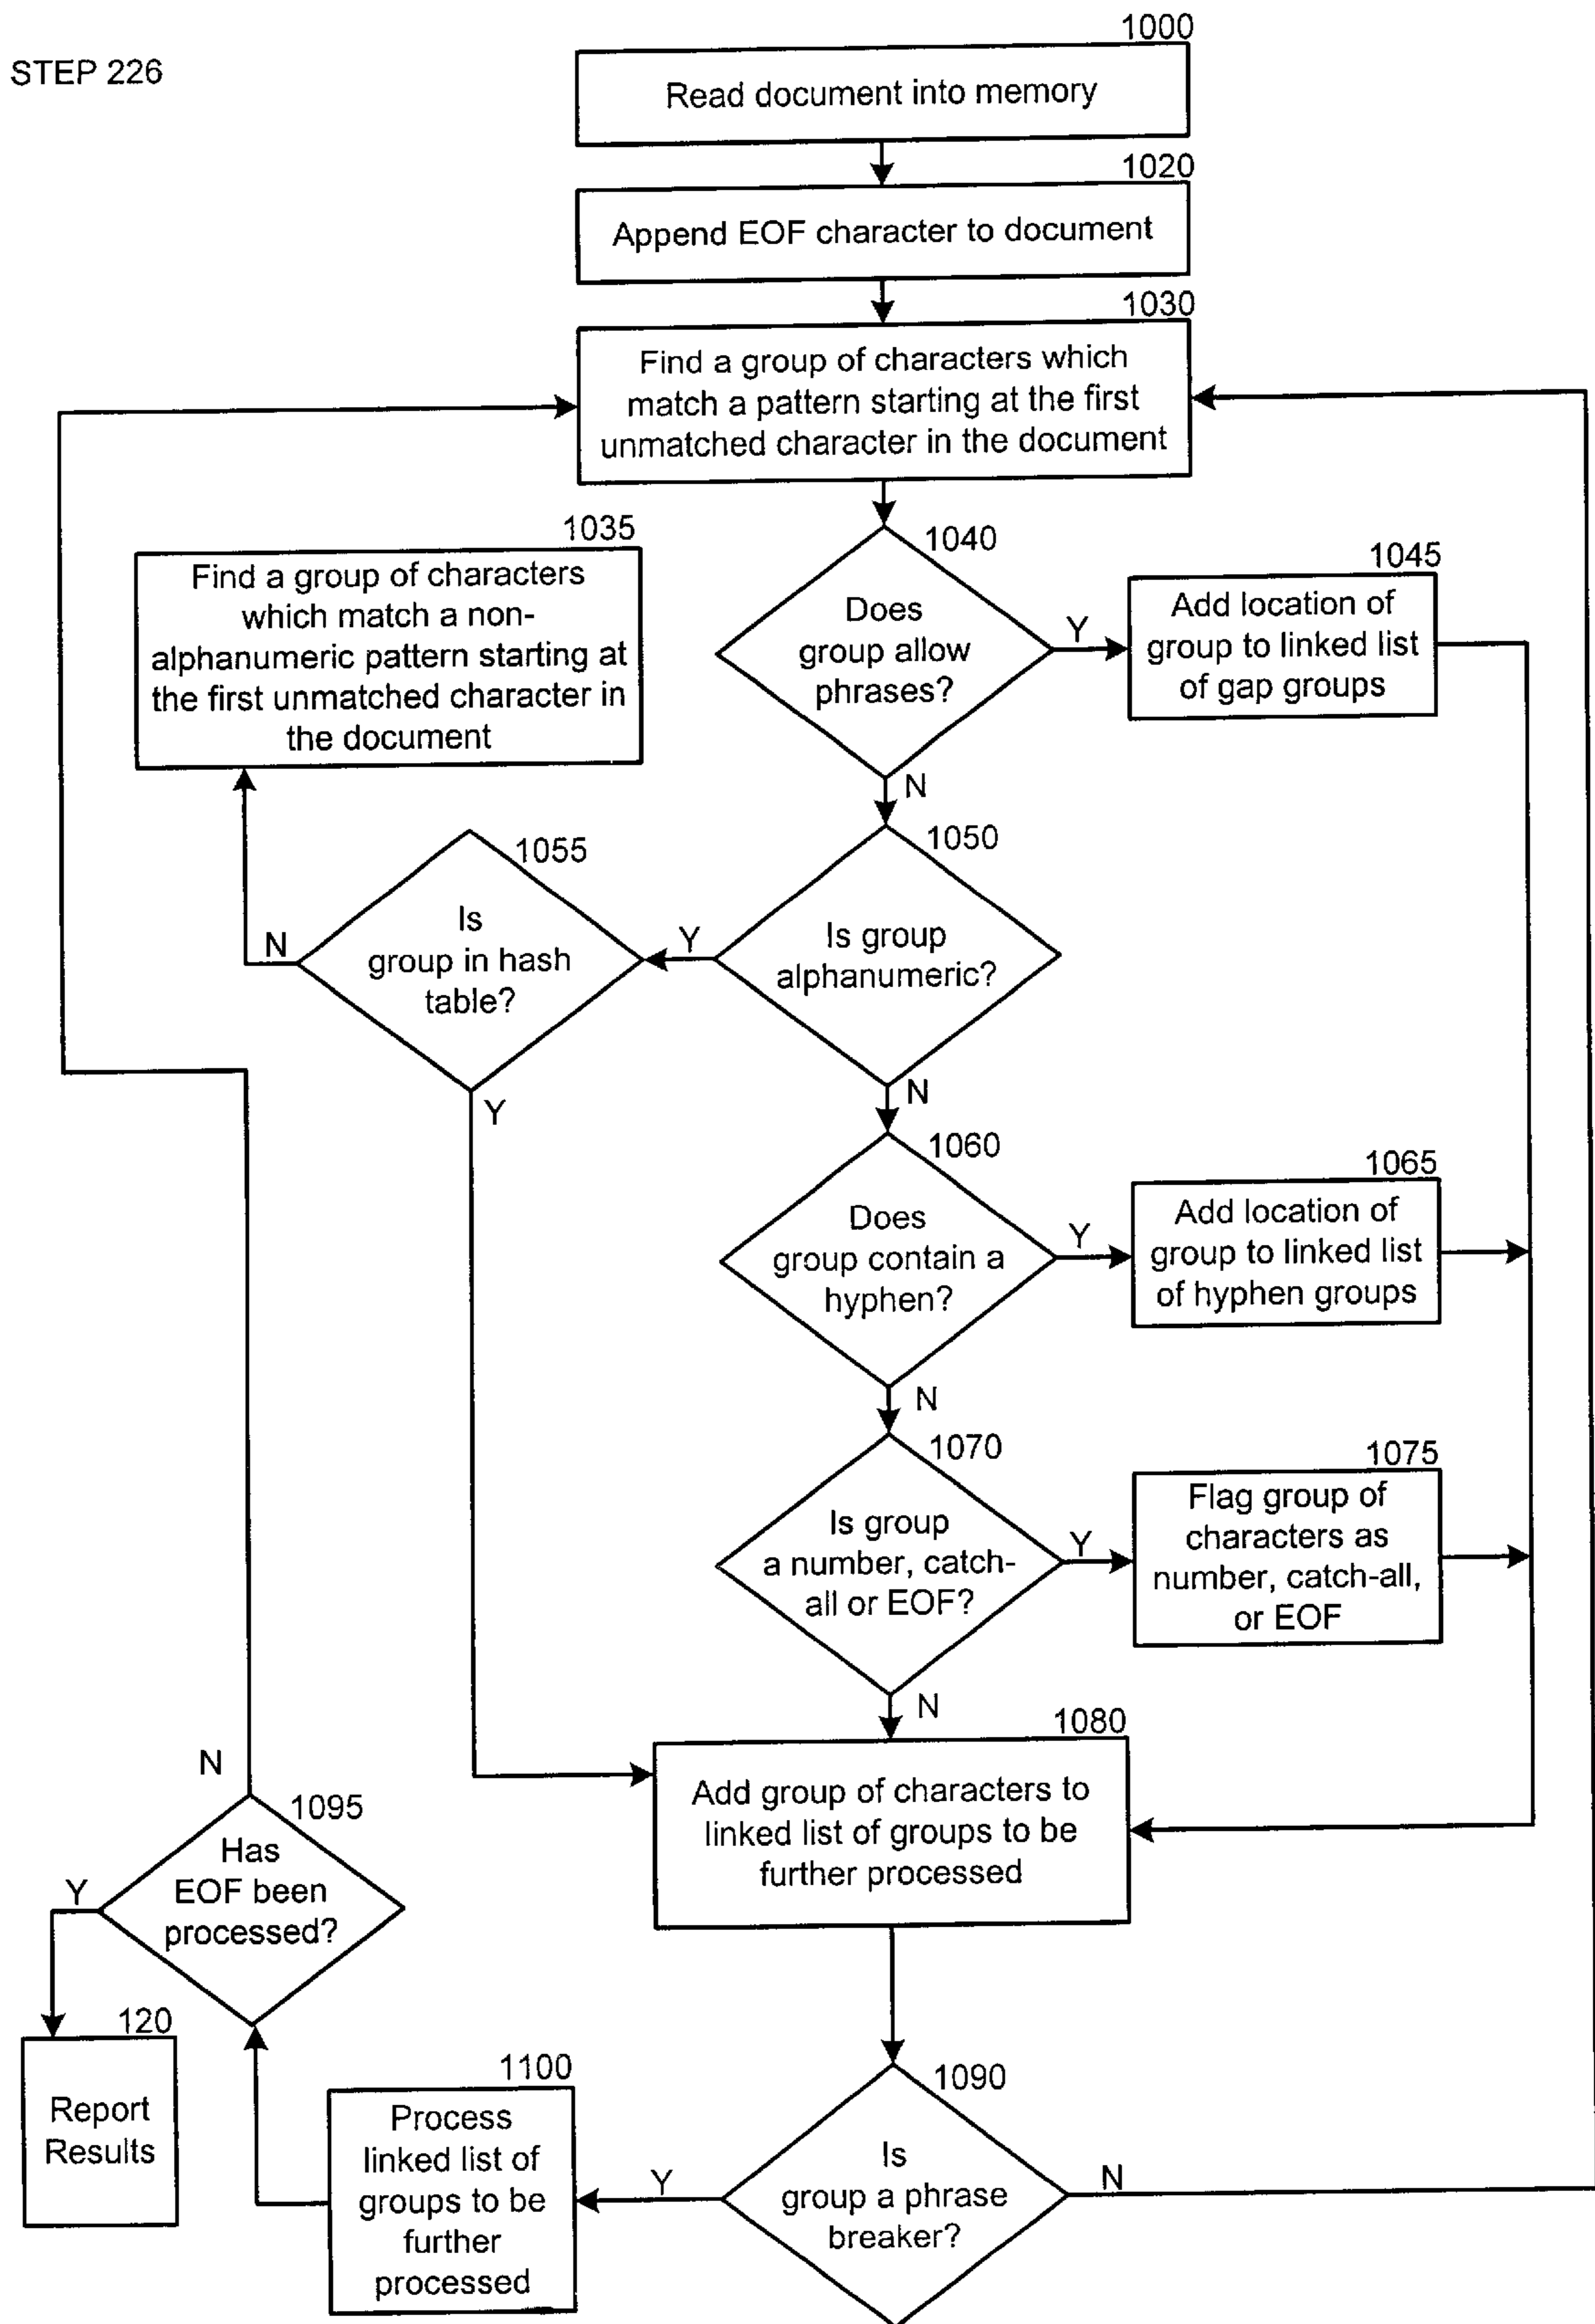 STEP 226
1000
Read document into memory
1020
Append EOF character to document
1030
Find a group of characters which
match a pattern starting at the first
unmatched character in the document
1035
Find a group of characters
which match a non-
alphanumeric pattern starting at
the first unmatched character in
the document
1040
Does
group allow
phrases?
Y
N
1045
Add location of
group to linked list
of gap groups
1050
Is group
alphanumeric?
Y
N
1055
Is
group in hash
table?
N
Y
1060
Does
group contain a
hyphen?
Y
N
1065
Add location of
group to linked list
of hyphen groups
1070
Is group
a number, catch-
all or EOF?
Y
N
1075
Flag group of
characters as
number, catch-all,
or EOF
1080
Add group of characters to
linked list of groups to be
further processed
N
1095
Has
EOF been
processed?
Y
120
Report
Results
1100
Process
linked list of
groups to be
further
processed
Y
1090
Is
group a phrase
breaker?
N